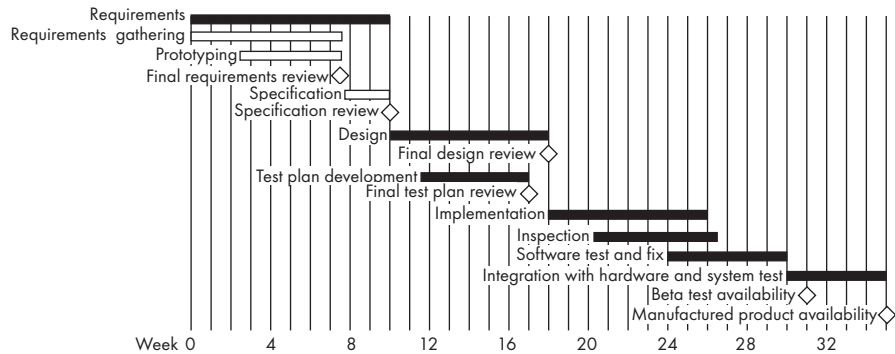 Requirements
Requirements gathering
Prototyping
Final requirements review
Specification
Specification review
Design
Final design review
Test plan development
Final test plan review
Implementation
Inspection
Software test and fix
Integration with hardware and system test
Beta test availability
Manufactured product availability
Week 0 4 8 12 16 20 24 28 32